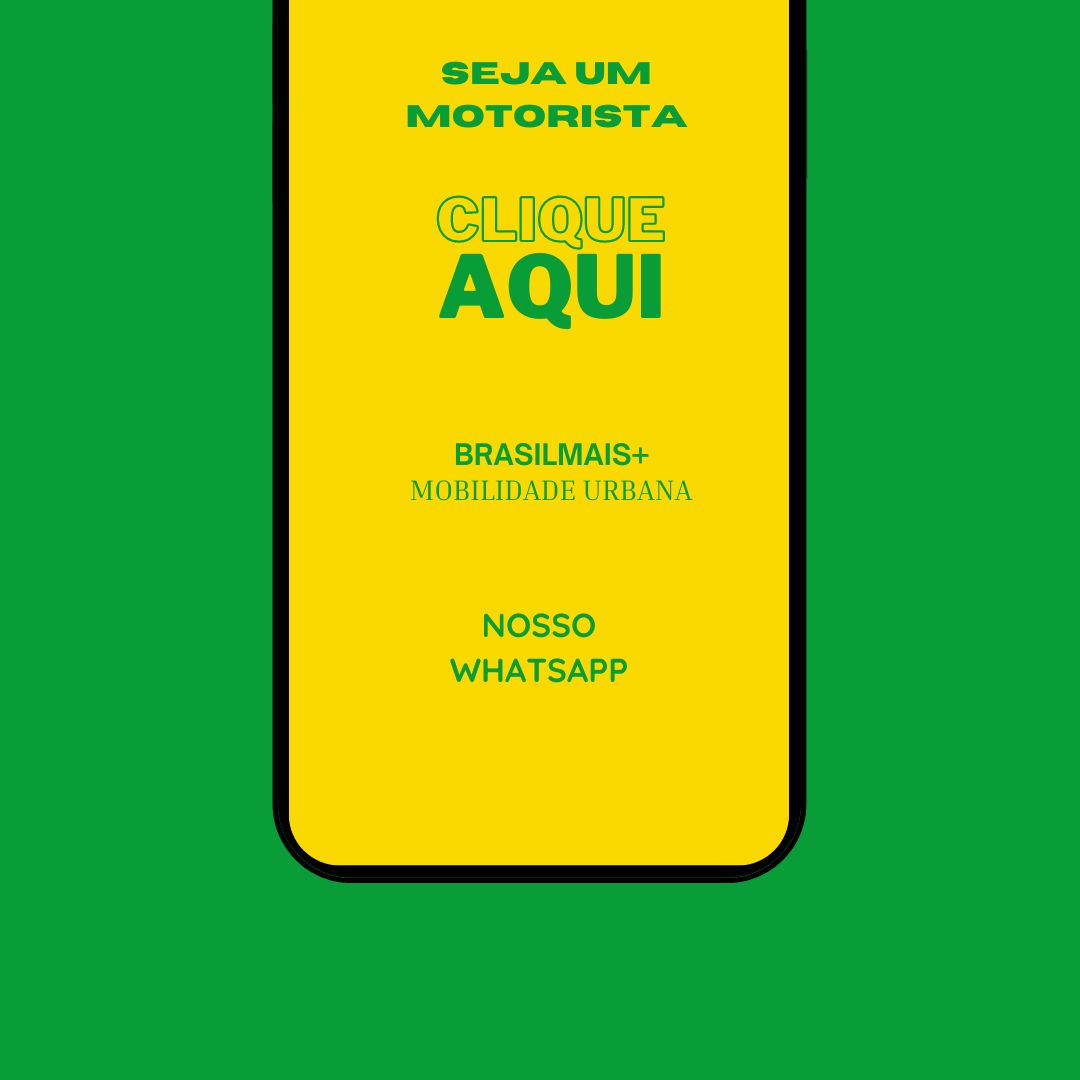 SEJA UM
MOTORISTA
CLIQUE
AQUI
BRASILMAIS+
MOBILIDADE URBANA
NOSSO
WHATSAPP